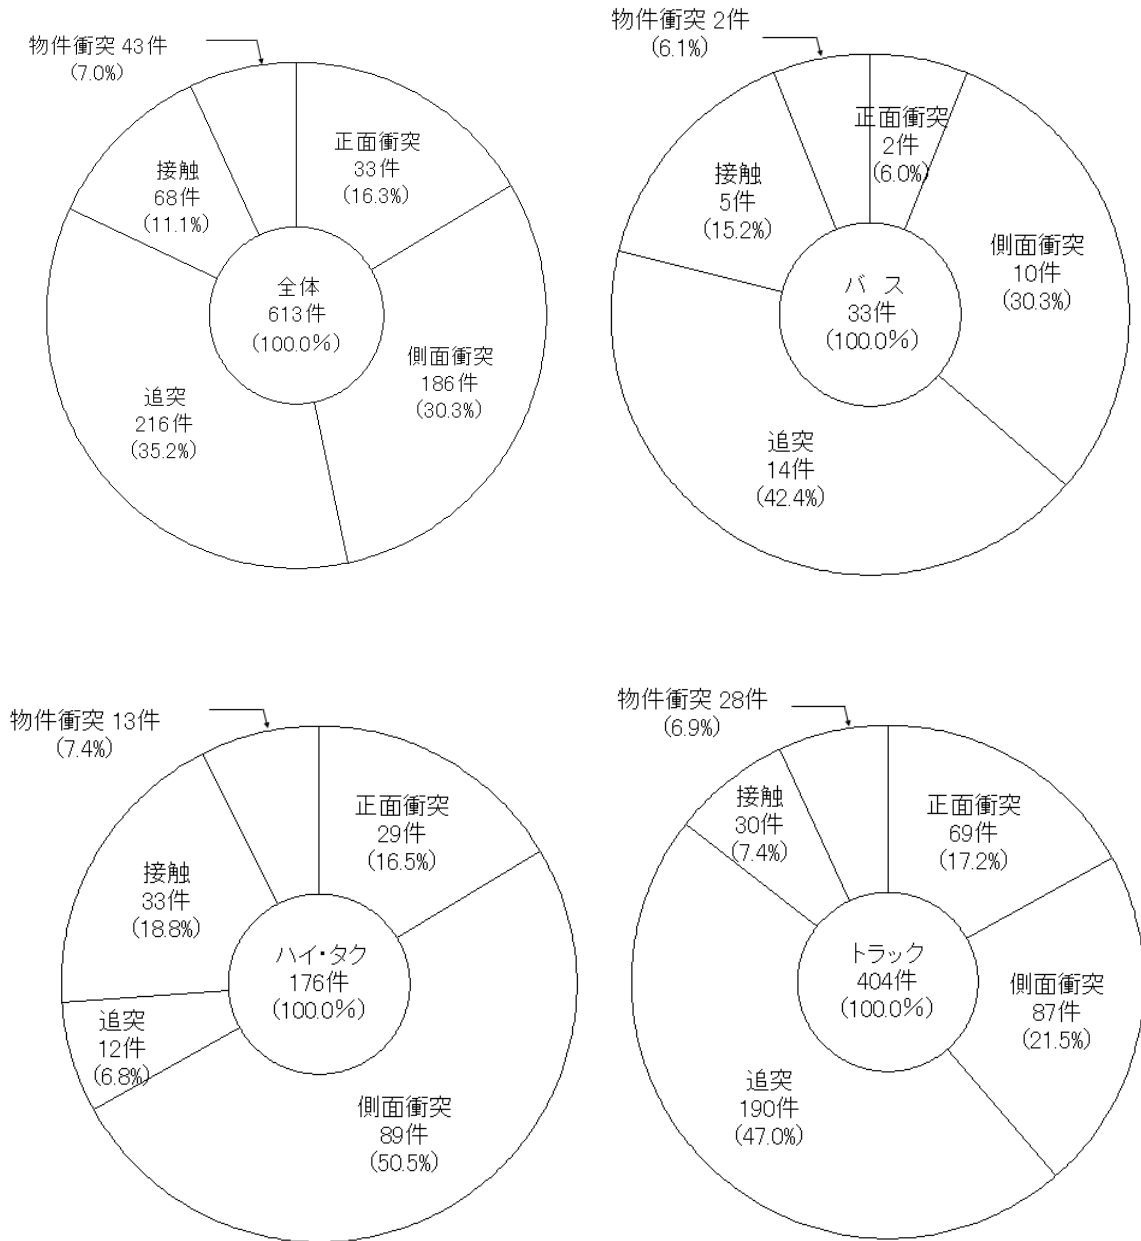 物件衝突 43件
(7.0%)
正面衝突
33件
(16.3%)
接触
68件
(11.1%)
全体
613件
(100.0%)
側面衝突
186件
(30.3%)
追突
216件
(35.2%)
物件衝突 2件
(6.1%)
正面衝突
2件
(6.0%)
接触
5件
(15.2%)
側面衝突
10件
(30.3%)
バ ス
33件
(100.0%)
追突
14件
(42.4%)
物件衝突 13件
(7.4%)
正面衝突
29件
(16.5%)
接触
33件
(18.8%)
ハイ・タク
176件
(100.0%)
追突
12件
(6.8%)
側面衝突
89件
(50.5%)
物件衝突 28件
(6.9%)
接触
30件
(7.4%)
正面衝突
69件
(17.2%)
トラック
404件
(100.0%)
側面衝突
87件
(21.5%)
追突
190件
(47.0%)